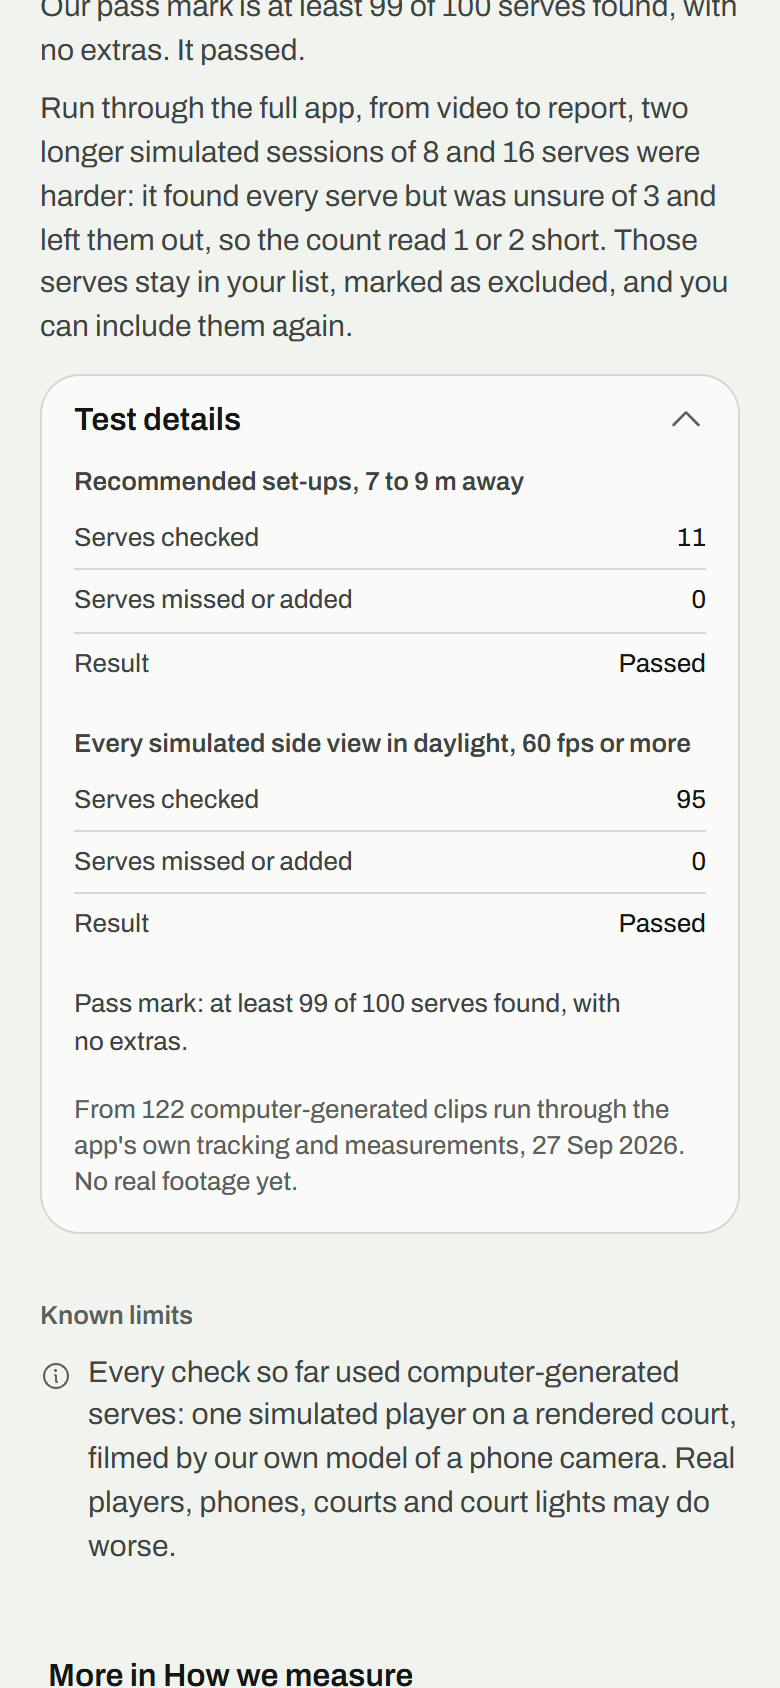 Our pass mark is at least 99 of 100 serves found, with
no extras. It passed.
Run through the full app, from video to report, two
longer simulated sessions of 8 and 16 serves were
harder: it found every serve but was unsure of 3 and
left them out, so the count read 1 or 2 short. Those
serves stay in your list, marked as excluded, and you
can include them again.
Test details
Recommended set-ups, 7 to 9 m away
Serves checked 11
Serves missed or added 0
Result Passed
Every simulated side view in daylight, 60 fps or more
Serves checked 95
Serves missed or added 0
Result Passed
Pass mark: at least 99 of 100 serves found, with
no extras.
From 122 computer-generated clips run through the
app's own tracking and measurements, 27 Sep 2026.
No real footage yet.
Known limits
Every check so far used computer-generated
serves: one simulated player on a rendered court,
filmed by our own model of a phone camera. Real
players, phones, courts and court lights may do
worse.
More in How we measure